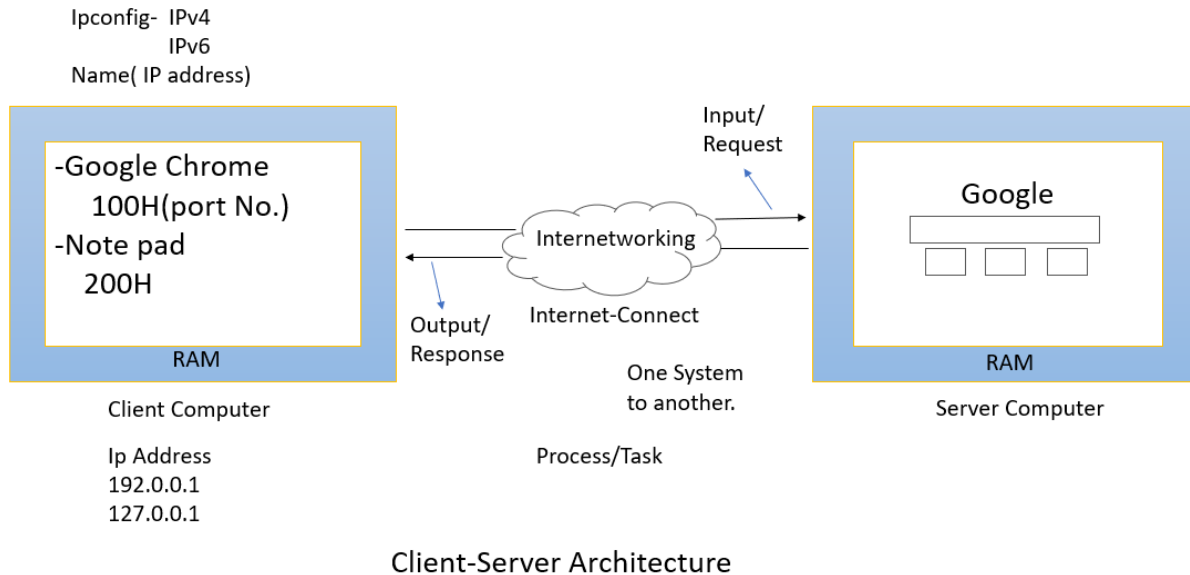 Ipconfig- IPv4
IPv6
Name( IP address)
-Google Chrome
100H(port No.)
-Note pad
200H
RAM
Client Computer
Ip Address
192.0.0.1
127.0.0.1
Input/
Request
Internetworking
Output/
Response
Internet-Connect
One System
to another.
Process/Task
Google
RAM
Server Computer
Client-Server Architecture